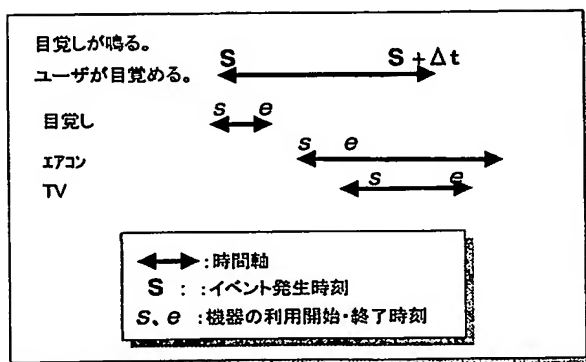 目覚しが鳴る。
S S+Δt
ユーザが目覚める。
s e
目覚し
s e
エアコン
s e
TV
:時間軸
S : :イベント発生時刻
s、e :機器の利用開始・終了時刻